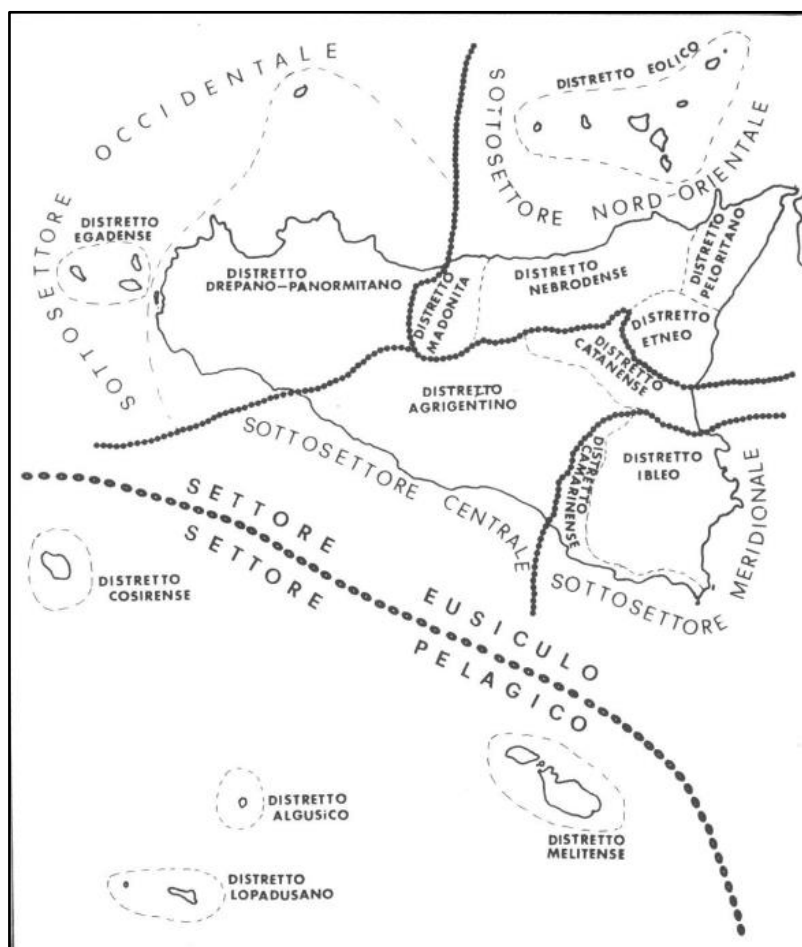 SOTTOSETTORE OCCIDENTALE
SOTTOSETTORE NORD-ORIENTALE
DISTRETTO EOLICO
DISTRETTO
EGADENSE
DISTRETTO
DREPANO-PANORMITANO
DISTRETTO
MADONITA
DISTRETTO
NEBRODENSE
DISTRETTO
PELORITANO
DISTRETTO
ETNEO
DISTRETTO
CATANENSE
DISTRETTO
AGRIGENTINO
DISTRETTO
CAMARINENSE
DISTRETTO
IBLEO
SOTTOSETTORE CENTRALE
SOTTOSETTORE MERIDIONALE
SETTORE EUSICULO
SETTORE PELAGICO
DISTRETTO
COSIRENSE
DISTRETTO
ALGUSiCO
DISTRETTO
LOPADUSANO
DISTRETTO
MELITENSE